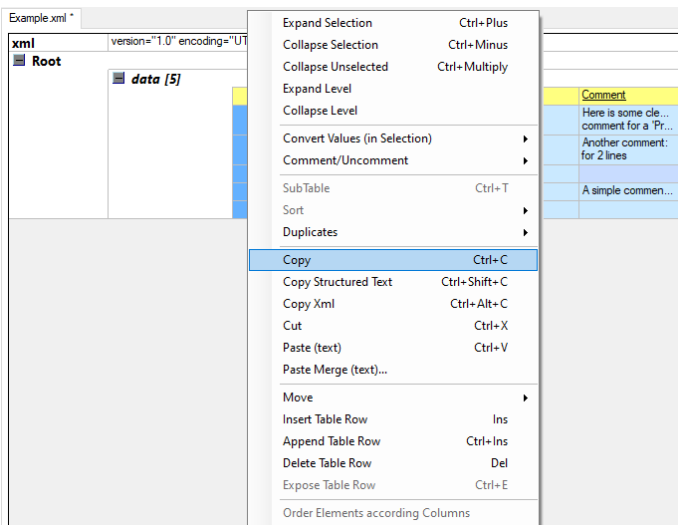 Example.xml *
xml version="1.0" encoding="UT
Root
data [5]
Comment
Here is some cle...
comment for a 'Pr...
Another comment:
for 2 lines
A simple commen...
Expand Selection Ctrl+Plus
Collapse Selection Ctrl+Minus
Collapse Unselected Ctrl+Multiply
Expand Level
Collapse Level
Convert Values (in Selection)
Comment/Uncomment
SubTable Ctrl+T
Sort
Duplicates
Copy Ctrl+C
Copy Structured Text Ctrl+Shift+C
Copy Xml Ctrl+Alt+C
Cut Ctrl+X
Paste (text) Ctrl+V
Paste Merge (text)...
Move
Insert Table Row Ins
Append Table Row Ctrl+Ins
Delete Table Row Del
Expose Table Row Ctrl+E
Order Elements according Columns